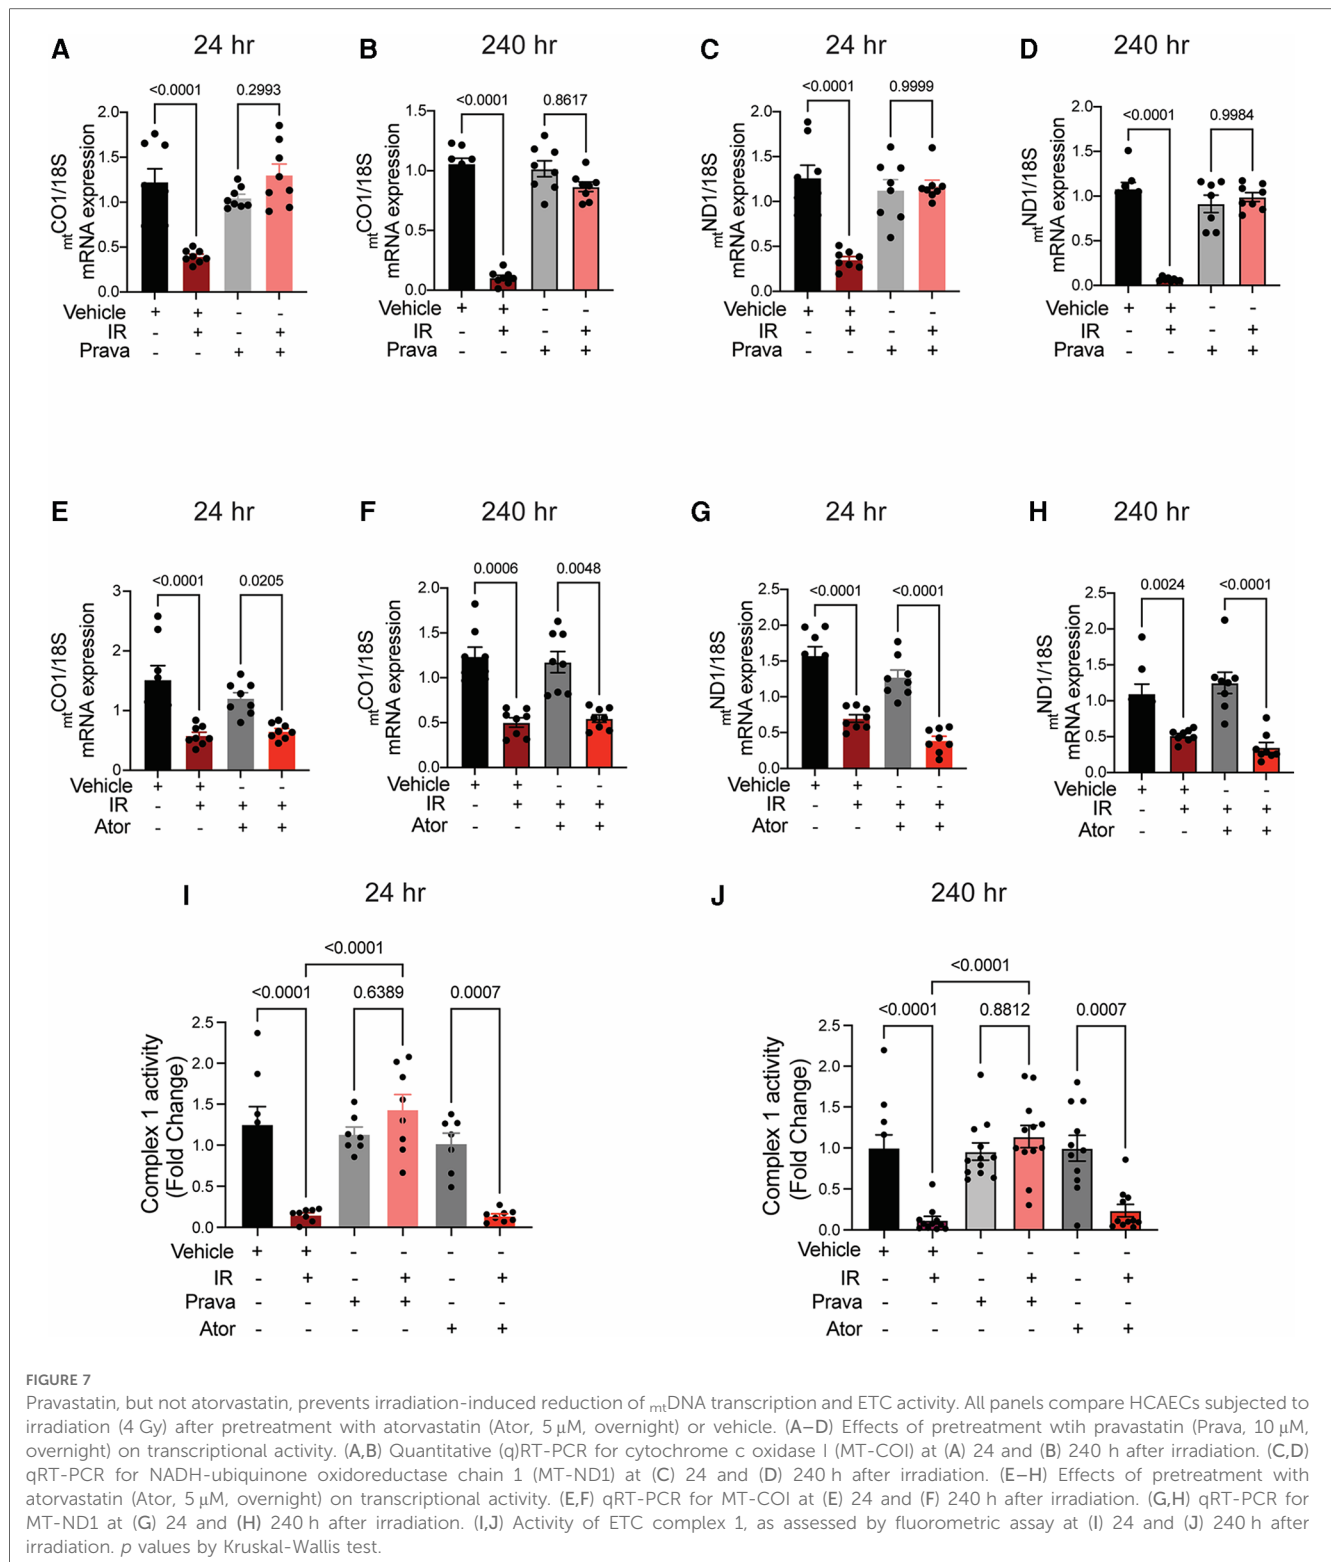 A 24 hr B 240 hr C 24 hr D 240 hr
<0.0001 0.2993
mtCO1/18S
mRNA expression
2.0
1.5
1.0
0.5
0.0
<0.0001 0.8617
mtCO1/18S
mRNA expression
1.5
1.0
0.5
0.0
<0.0001 0.9999
mtND1/18S
mRNA expression
2.0
1.5
1.0
0.5
0.0
<0.0001 0.9984
mtND1/18S
mRNA expression
2.0
1.5
1.0
0.5
0.0
Vehicle + + - -
IR - + - +
Prava - - + +
Vehicle + + - -
IR - + - +
Prava - - + +
Vehicle + + - -
IR - + - +
Prava - - + +
Vehicle + + - -
IR - + - +
Prava - - + +
E 24 hr F 240 hr G 24 hr H 240 hr
<0.0001 0.0205
mtCO1/18S
mRNA expression
3
2
1
0
0.0006 0.0048
mtCO1/18S
mRNA expression
2.0
1.5
1.0
0.5
0.0
<0.0001 <0.0001
mtND1/18S
mRNA expression
2.5
2.0
1.5
1.0
0.5
0.0
0.0024 <0.0001
mtND1/18S
mRNA expression
2.5
2.0
1.5
1.0
0.5
0.0
Vehicle + + - -
IR - + + +
Ator - - + +
Vehicle + + - -
IR - + + +
Ator - - + +
Vehicle + + - -
IR - + + +
Ator - - + +
Vehicle + + - -
IR - + + +
Ator - - + +
I 24 hr J 240 hr
<0.0001
<0.0001 0.6389 0.0007
Complex 1 activity
(Fold Change)
2.5
2.0
1.5
1.0
0.5
0.0
Vehicle + + - - - -
IR - + - + - +
Prava - - + + - -
Ator - - - - + +
<0.0001
<0.0001 0.8812 0.0007
Complex 1 activity
(Fold Change)
2.5
2.0
1.5
1.0
0.5
0.0
Vehicle + + - - - -
IR - + - + - +
Prava - - + + - -
Ator - - - - + +
FIGURE 7
Pravastatin, but not atorvastatin, prevents irradiation-induced reduction of mtDNA transcription and ETC activity. All panels compare HCAECs subjected to
irradiation (4 Gy) after pretreatment with atorvastatin (Ator, 5 μM, overnight) or vehicle. (A–D) Effects of pretreatment wtih pravastatin (Prava, 10 μM,
overnight) on transcriptional activity. (A,B) Quantitative (q)RT-PCR for cytochrome c oxidase I (MT-COI) at (A) 24 and (B) 240 h after irradiation. (C,D)
qRT-PCR for NADH-ubiquinone oxidoreductase chain 1 (MT-ND1) at (C) 24 and (D) 240 h after irradiation. (E–H) Effects of pretreatment with
atorvastatin (Ator, 5 μM, overnight) on transcriptional activity. (E,F) qRT-PCR for MT-COI at (E) 24 and (F) 240 h after irradiation. (G,H) qRT-PCR for
MT-ND1 at (G) 24 and (H) 240 h after irradiation. (I,J) Activity of ETC complex 1, as assessed by fluorometric assay at (I) 24 and (J) 240 h after
irradiation. p values by Kruskal-Wallis test.